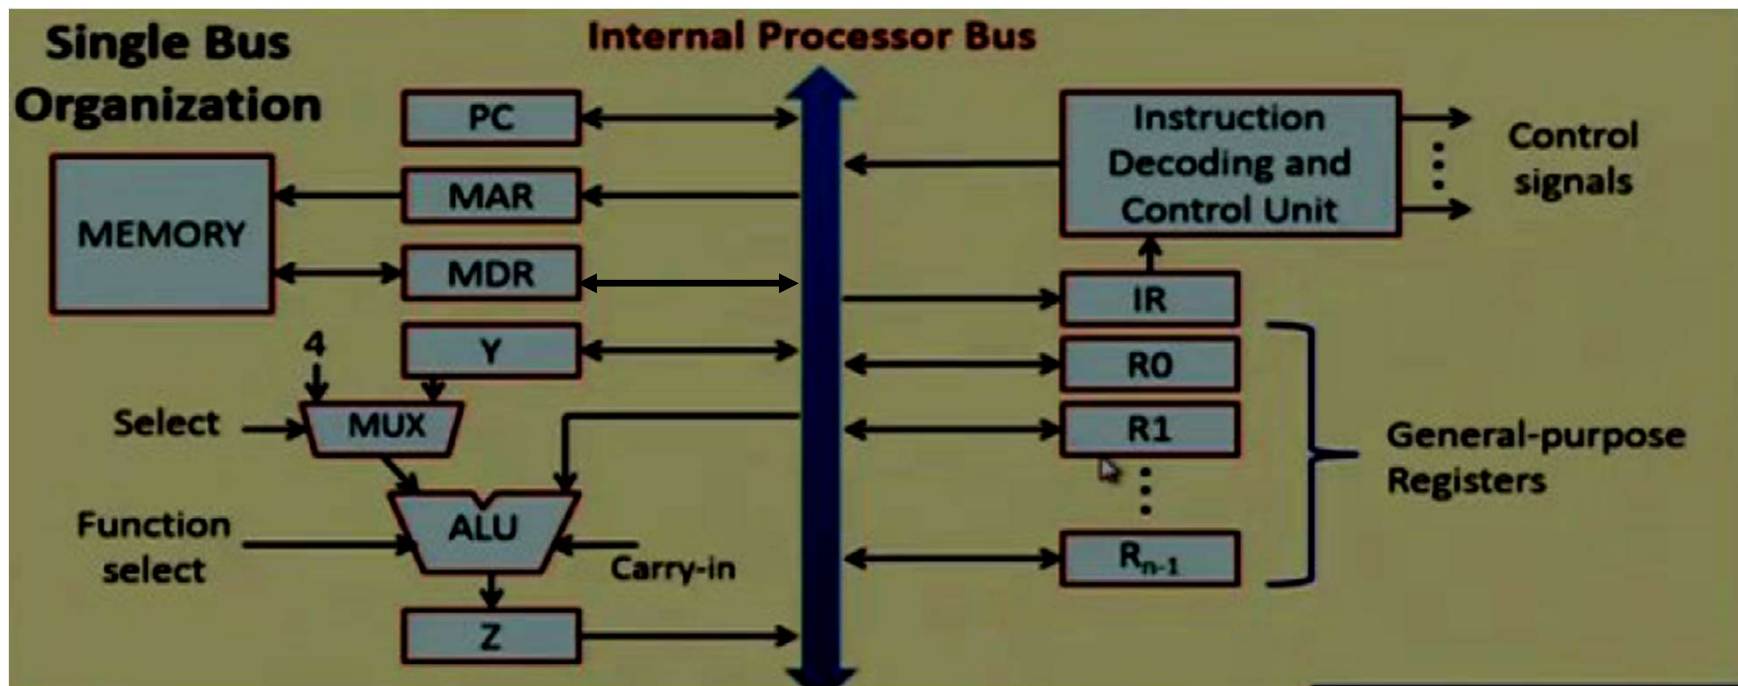 Single Bus
Organization
Internal Processor Bus
PC
MAR
MEMORY
MDR
Y
4
Select
MUX
Function
select
ALU
Carry-in
Z
Instruction
Decoding and
Control Unit
Control
signals
IR
R0
R1
Rn-1
General-purpose
Registers